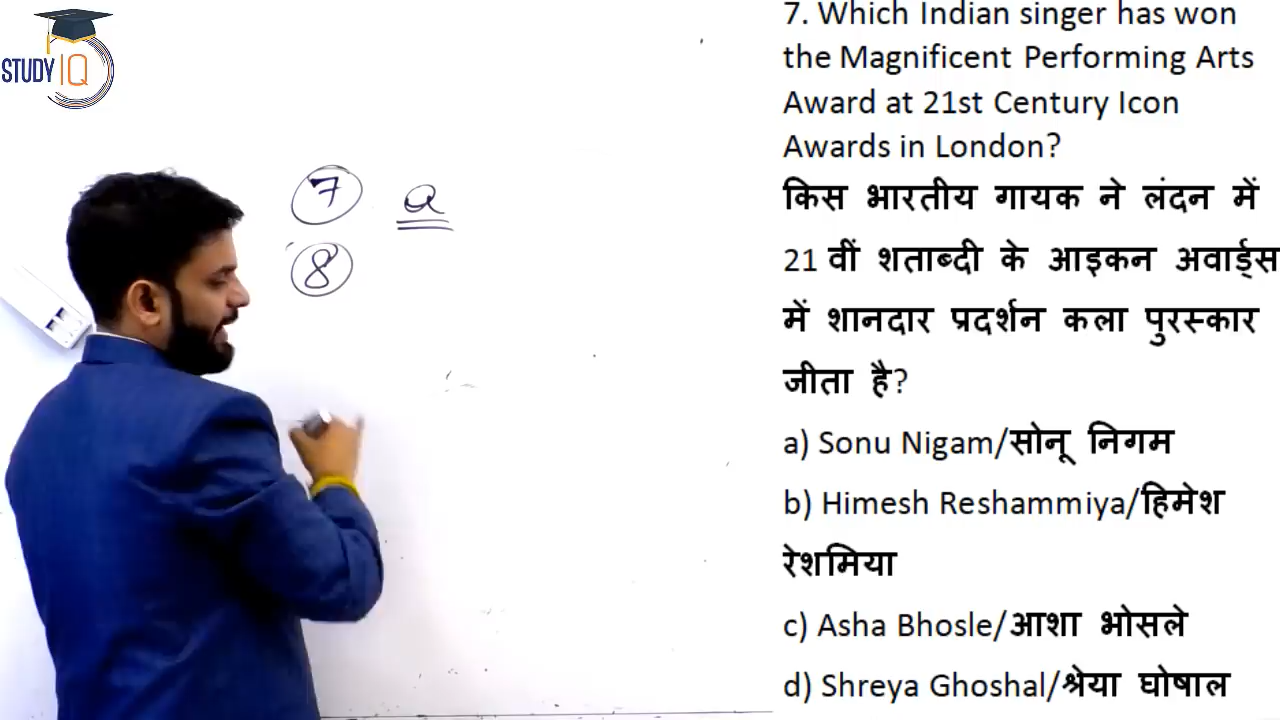 STUDY IQ
7 a
8
7. Which Indian singer has won
the Magnificent Performing Arts
Award at 21st Century Icon
Awards in London?
किस भारतीय गायक ने लंदन में
21 वीं शताब्दी के आइकन अवार्ड्स
में शानदार प्रदर्शन कला पुरस्कार
जीता है?
a) Sonu Nigam/सोनू निगम
b) Himesh Reshammiya/हिमेश
रेशमिया
c) Asha Bhosle/आशा भोसले
d) Shreya Ghoshal/श्रेया घोषाल